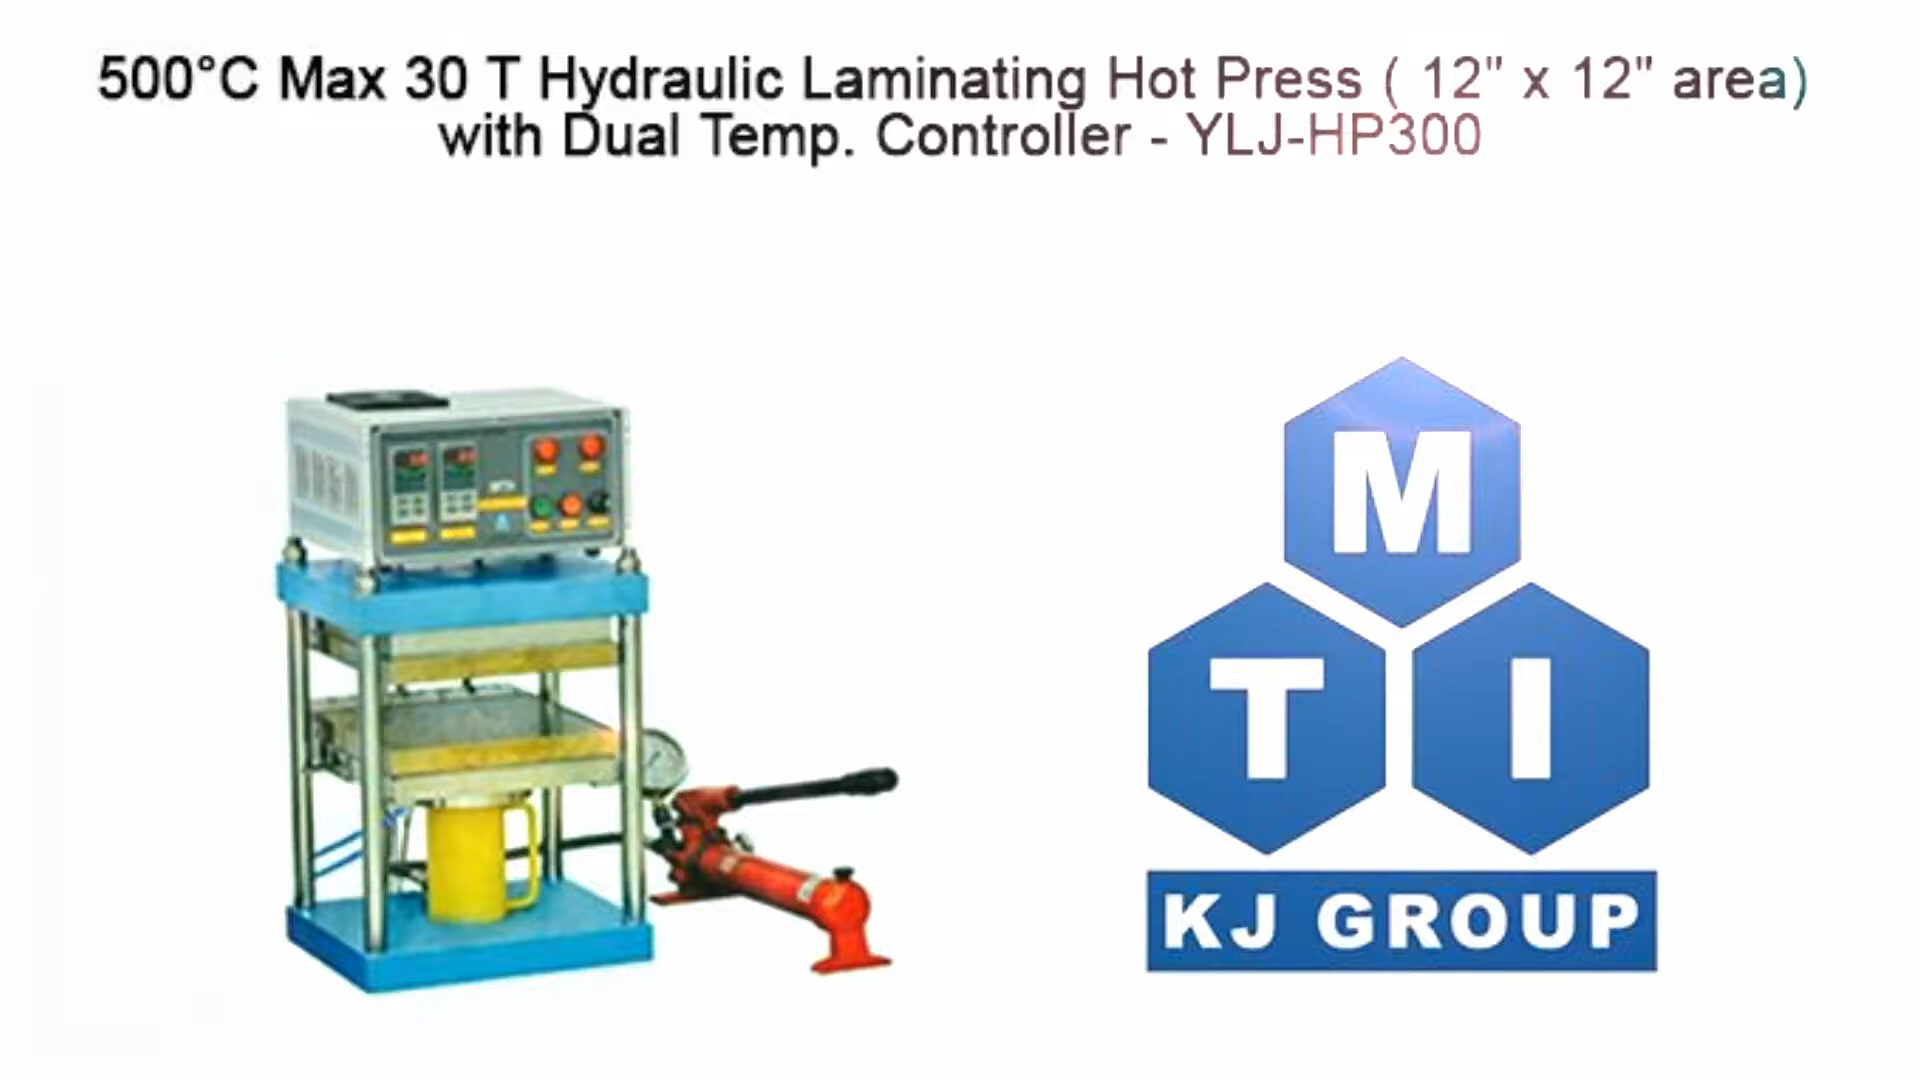 500°C Max 30 T Hydraulic Laminating Hot Press ( 12" x 12" area)
with Dual Temp. Controller - YLJ-HP300
M
T I
KJ GROUP